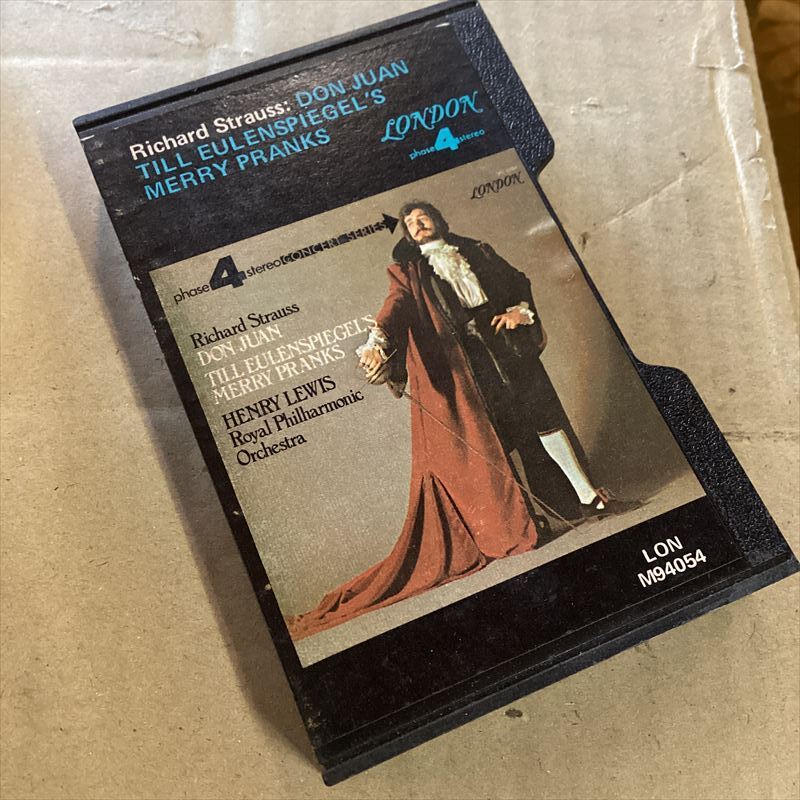 Richard Strauss: DON JUAN
TILL EULENSPIEGEL'S
MERRY PRANKS
LONDON
phase 4 stereo
LONDON
phase 4 stereo CONCERT SERIES
Richard Strauss
DON JUAN
TILL EULENSPIEGEL'S
MERRY PRANKS
HENRY LEWIS
Royal Philharmonic
Orchestra
LON
M94054